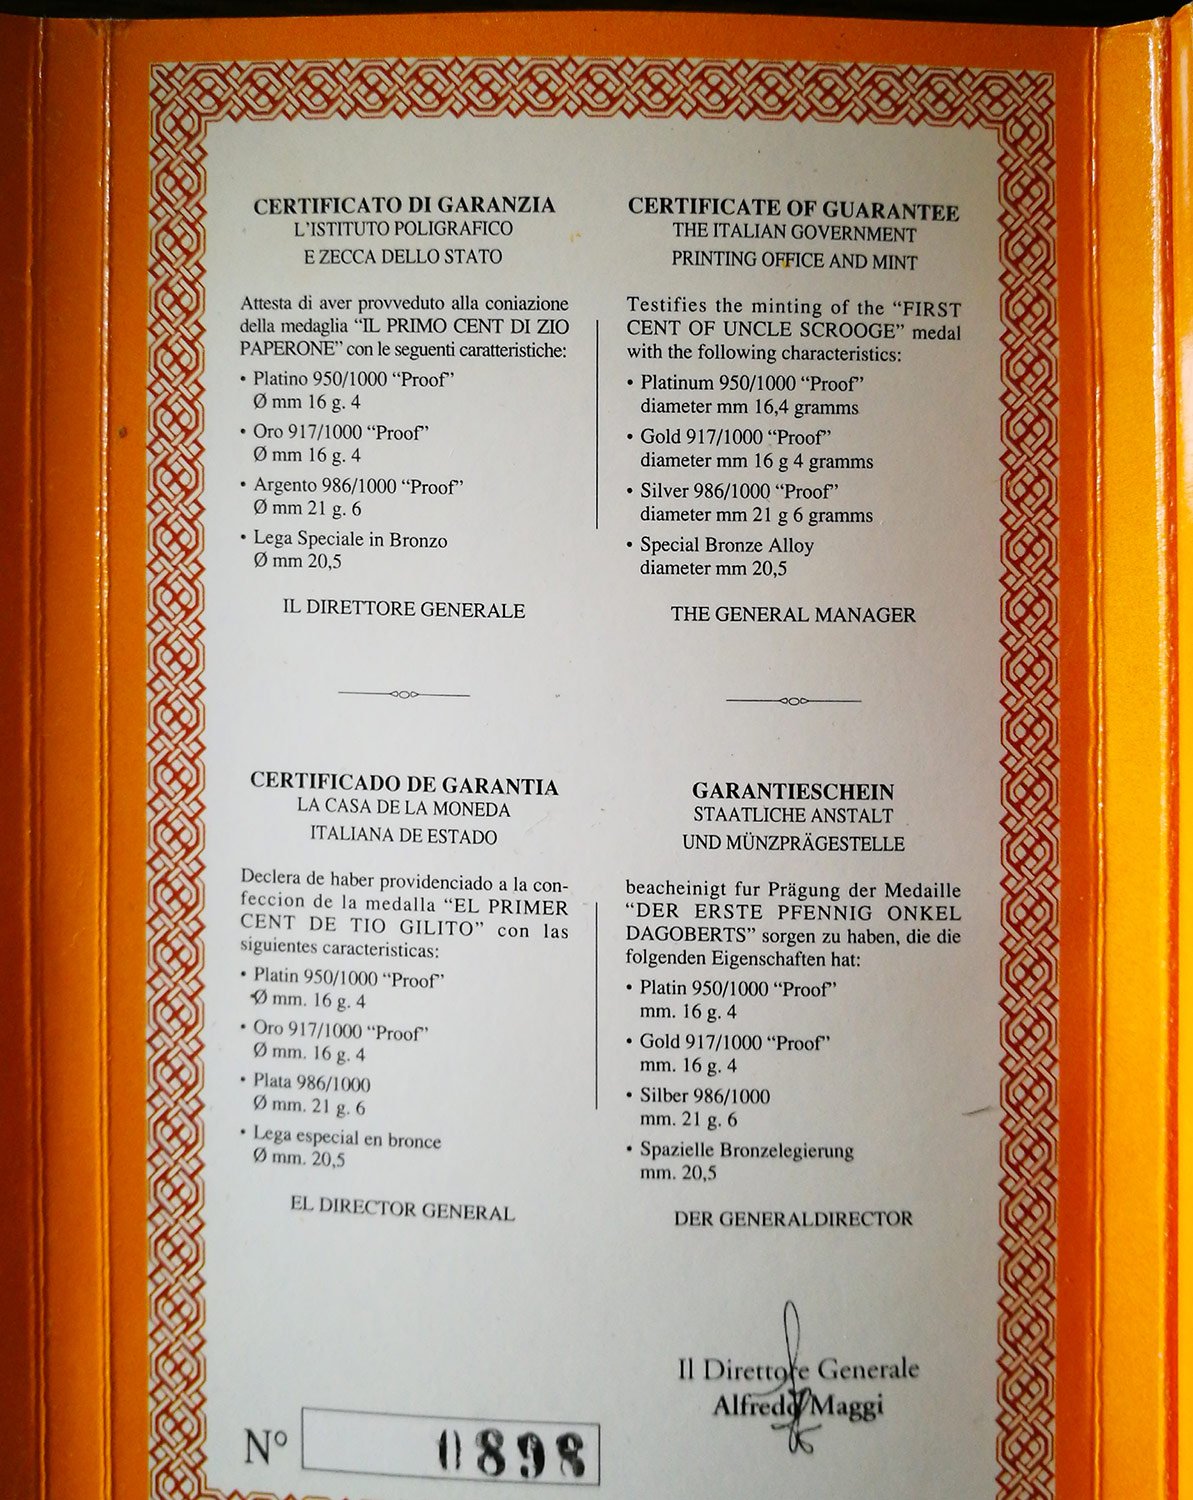 CERTIFICATO DI GARANZIA
L'ISTITUTO POLIGRAFICO
E ZECCA DELLO STATO
Attesta di aver provveduto alla coniazione
della medaglia “IL PRIMO CENT DI ZIO
PAPERONE” con le seguenti caratteristiche:
• Platino 950/1000 “Proof”
Ø mm 16 g. 4
• Oro 917/1000 “Proof”
Ø mm 16 g. 4
• Argento 986/1000 “Proof”
Ø mm 21 g. 6
• Lega Speciale in Bronzo
Ø mm 20,5
IL DIRETTORE GENERALE
CERTIFICATE OF GUARANTEE
THE ITALIAN GOVERNMENT
PRINTING OFFICE AND MINT
Testifies the minting of the “FIRST
CENT OF UNCLE SCROOGE” medal
with the following characteristics:
• Platinum 950/1000 “Proof”
diameter mm 16,4 gramms
• Gold 917/1000 “Proof”
diameter mm 16 g 4 gramms
• Silver 986/1000 “Proof”
diameter mm 21 g 6 gramms
• Special Bronze Alloy
diameter mm 20,5
THE GENERAL MANAGER
CERTIFICADO DE GARANTIA
LA CASA DE LA MONEDA
ITALIANA DE ESTADO
Declera de haber providenciado a la con-
feccion de la medalla “EL PRIMER
CENT DE TIO GILITO” con las
siguientes caracteristicas:
• Platin 950/1000 “Proof”
Ø mm. 16 g. 4
• Oro 917/1000 “Proof”
Ø mm. 16 g. 4
• Plata 986/1000
Ø mm. 21 g. 6
• Lega especial en bronce
Ø mm. 20,5
EL DIRECTOR GENERAL
GARANTIESCHEIN
STAATLICHE ANSTALT
UND MÜNZPRÄGESTELLE
beacheinigt fur Prägung der Medaille
“DER ERSTE PFENNIG ONKEL
DAGOBERTS” sorgen zu haben, die die
folgenden Eigenschaften hat:
• Platin 950/1000 “Proof”
mm. 16 g. 4
• Gold 917/1000 “Proof”
mm. 16 g. 4
• Silber 986/1000
mm. 21 g. 6
• Spazielle Bronzelegierung
mm. 20,5
DER GENERALDIRECTOR
Il Direttore Generale
Alfredo Maggi
N° 0898